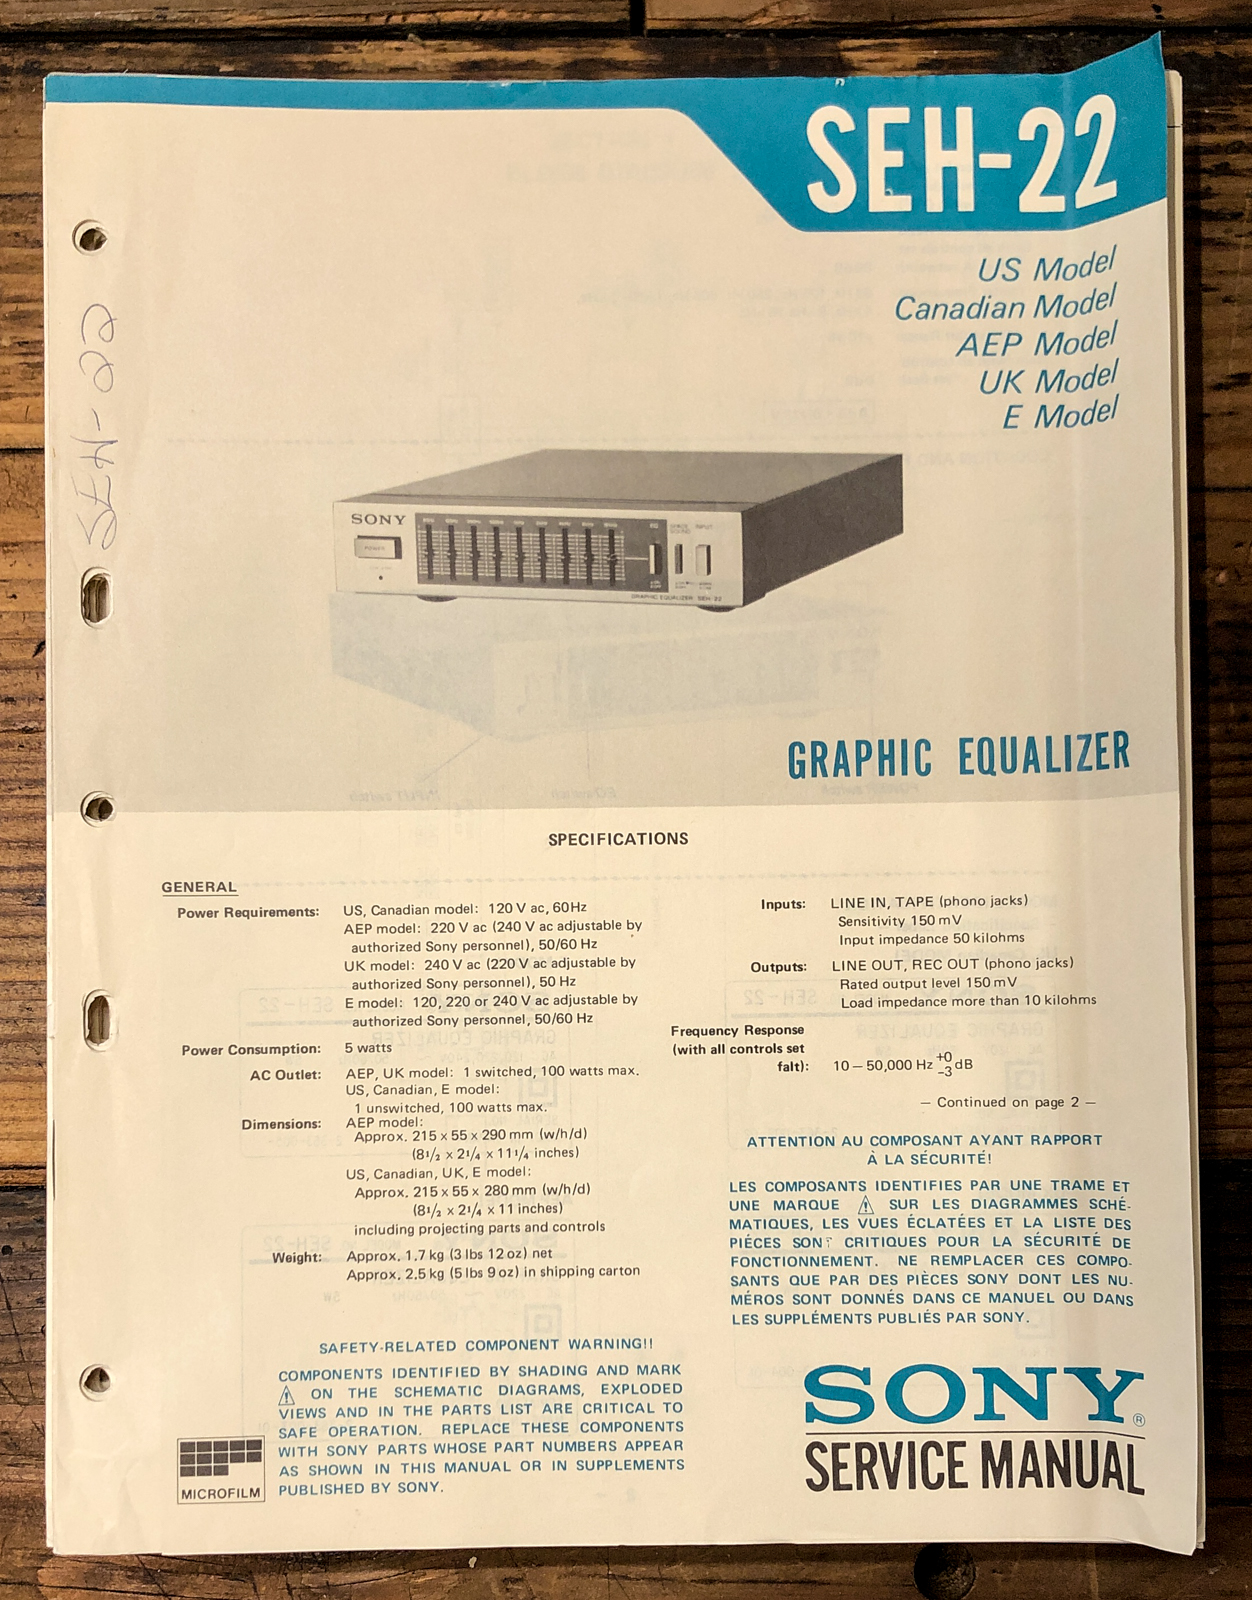 SEH-22
US Model
Canadian Model
AEP Model
UK Model
E Model
SEH-22
SONY
POWER
EQ
INPUT
GRAPHIC EQUALIZER SEH-22
GRAPHIC EQUALIZER
SPECIFICATIONS
GENERAL
Power Requirements: US, Canadian model: 120 V ac, 60Hz
AEP model: 220 V ac (240 V ac adjustable by
authorized Sony personnel), 50/60 Hz
UK model: 240 V ac (220 V ac adjustable by
authorized Sony personnel), 50 Hz
E model: 120, 220 or 240 V ac adjustable by
authorized Sony personnel, 50/60 Hz
Power Consumption: 5 watts
AC Outlet: AEP, UK model: 1 switched, 100 watts max.
US, Canadian, E model:
1 unswitched, 100 watts max.
Dimensions: AEP model:
Approx. 215 x 55 x 290 mm (w/h/d)
(8 1/2 x 2 1/4 x 11 1/4 inches)
US, Canadian, UK, E model:
Approx. 215 x 55 x 280 mm (w/h/d)
(8 1/2 x 2 1/4 x 11 inches)
including projecting parts and controls
Weight: Approx. 1.7 kg (3 lbs 12 oz) net
Approx. 2.5 kg (5 lbs 9 oz) in shipping carton
Inputs: LINE IN, TAPE (phono jacks)
Sensitivity 150 mV
Input impedance 50 kilohms
Outputs: LINE OUT, REC OUT (phono jacks)
Rated output level 150 mV
Load impedance more than 10 kilohms
Frequency Response
(with all controls set
falt): 10 – 50,000 Hz +0 -3 dB
– Continued on page 2 –
SAFETY-RELATED COMPONENT WARNING!!
COMPONENTS IDENTIFIED BY SHADING AND MARK
⚠ ON THE SCHEMATIC DIAGRAMS, EXPLODED
VIEWS AND IN THE PARTS LIST ARE CRITICAL TO
SAFE OPERATION. REPLACE THESE COMPONENTS
WITH SONY PARTS WHOSE PART NUMBERS APPEAR
AS SHOWN IN THIS MANUAL OR IN SUPPLEMENTS
PUBLISHED BY SONY.
MICROFILM
ATTENTION AU COMPOSANT AYANT RAPPORT
À LA SÉCURITÉ!
LES COMPOSANTS IDENTIFIES PAR UNE TRAME ET
UNE MARQUE ⚠ SUR LES DIAGRAMMES SCHÉ-
MATIQUES, LES VUES ÉCLATÉES ET LA LISTE DES
PIÉCES SONT CRITIQUES POUR LA SÉCURITÉ DE
FONCTIONNEMENT. NE REMPLACER CES COMPO-
SANTS QUE PAR DES PIÈCES SONY DONT LES NU-
MÉROS SONT DONNÉS DANS CE MANUEL OU DANS
LES SUPPLÉMENTS PUBLIÉS PAR SONY.
SONY®
SERVICE MANUAL